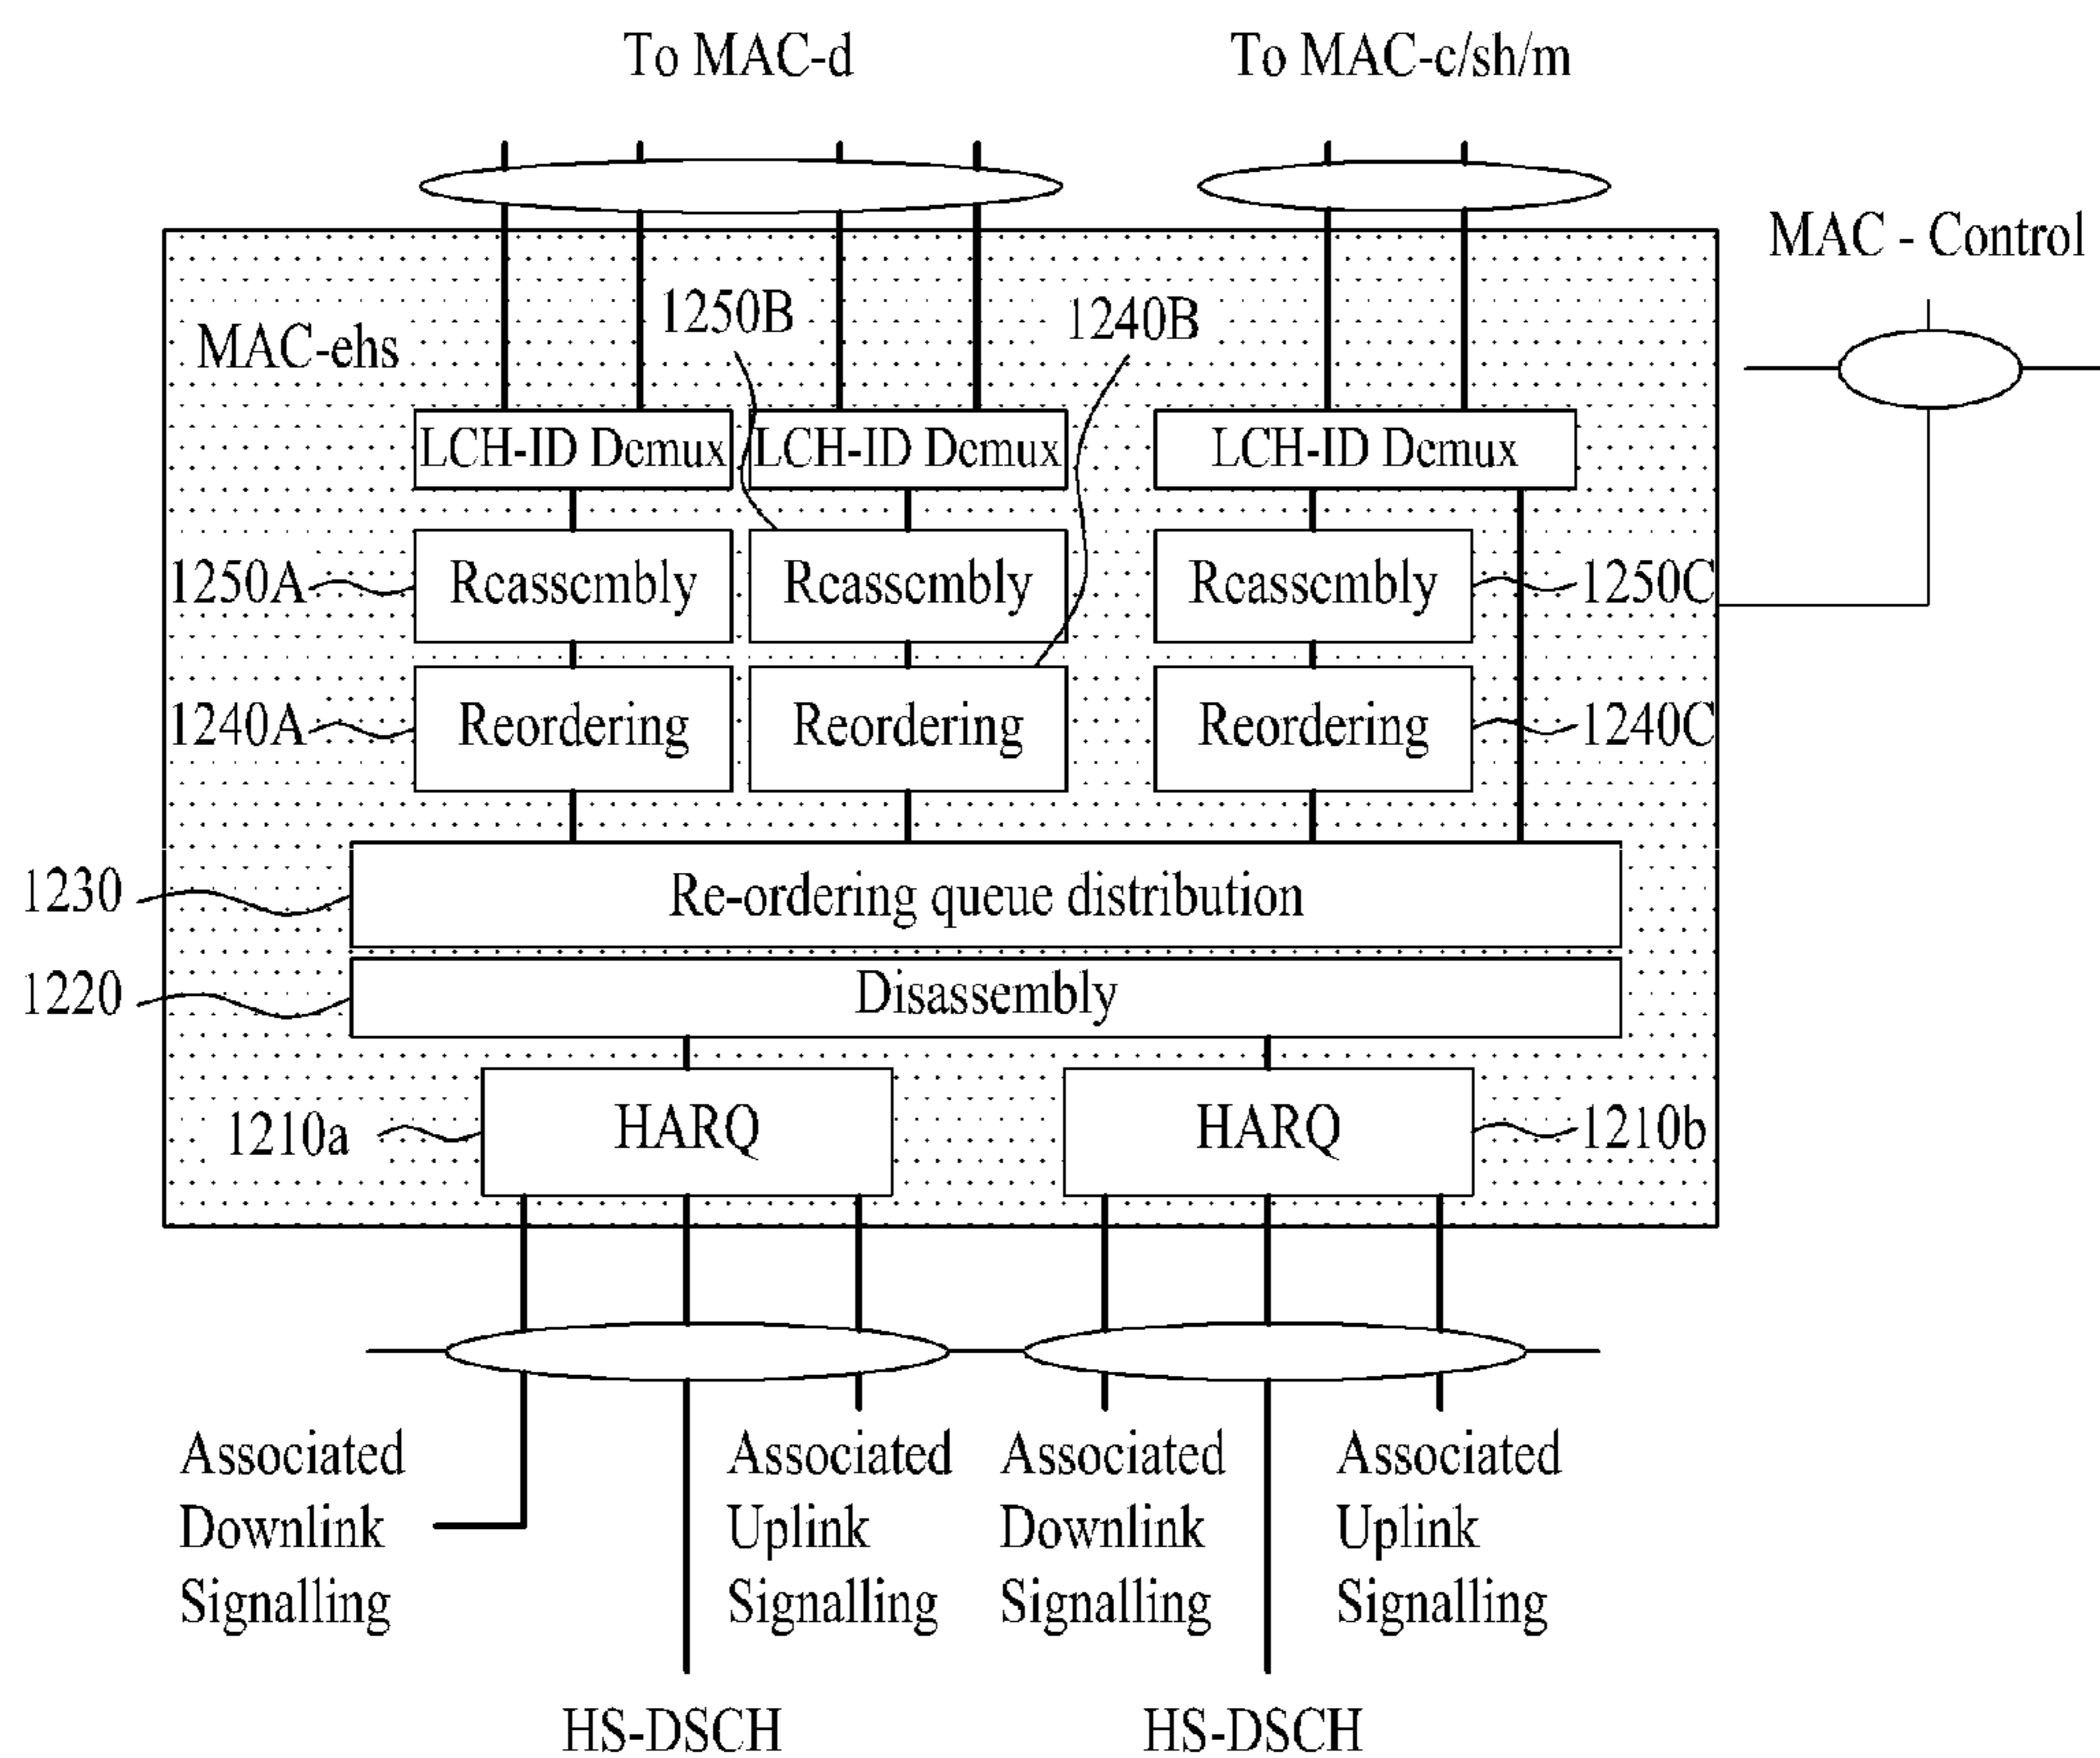 To MAC-d
To MAC-c/sh/m
MAC - Control
1250B
1240B
MAC-ehs
LCH-ID Demux
LCH-ID Demux
LCH-ID Demux
1250A
Reassembly
Reassembly
Reassembly
1250C
1240A
Reordering
Reordering
Reordering
1240C
1230
Re-ordering queue distribution
1220
Disassembly
1210a
HARQ
HARQ
1210b
Associated
Downlink
Signalling
Associated
Uplink
Signalling
Associated
Downlink
Signalling
Associated
Uplink
Signalling
HS-DSCH
HS-DSCH